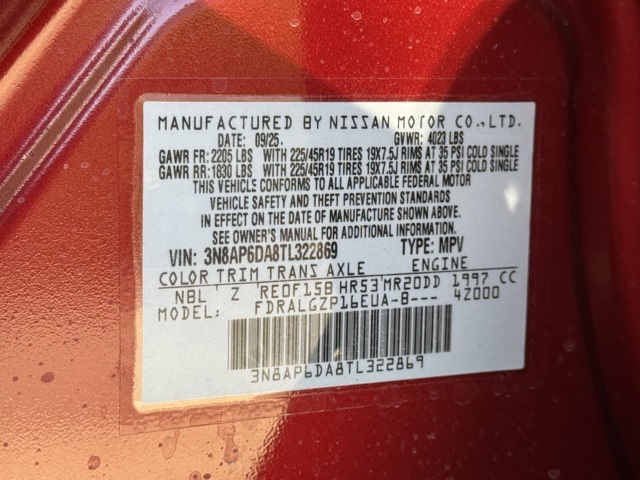 MANUFACTURED BY NISSAN MOTOR CO., LTD.
DATE: 09/25. GVWR: 4023 LBS
GAWR FR: 2205 LBS WITH 225/45R19 TIRES 19X7.5J RIMS AT 35 PSI COLD SINGLE
GAWR RR: 1830 LBS WITH 225/45R19 TIRES 19X7.5J RIMS AT 35 PSI COLD SINGLE
THIS VEHICLE CONFORMS TO ALL APPLICABLE FEDERAL MOTOR
VEHICLE SAFETY AND THEFT PREVENTION STANDARDS
IN EFFECT ON THE DATE OF MANUFACTURE SHOWN ABOVE.
SEE OWNER'S MANUAL FOR ADDITIONAL INFORMATION.
VIN: 3N8AP6DA8TL322869 TYPE: MPV
COLOR TRIM TRANS AXLE ENGINE
NBL' Z RE0F15B HR53'MR20DD 1997 CC
MODEL: FDRALGZP16EUA-B--- 4Z000
3N8AP6DA8TL322869